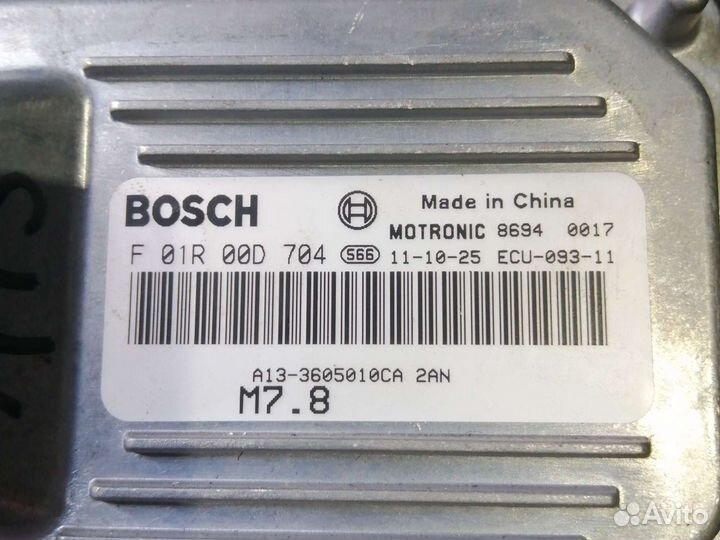 BOSCH
Made in China
MOTRONIC 8694 0017
F 01R 00D 704 S66 11-10-25 ECU-093-11
A13-3605010CA 2AN
M7.8
Avito